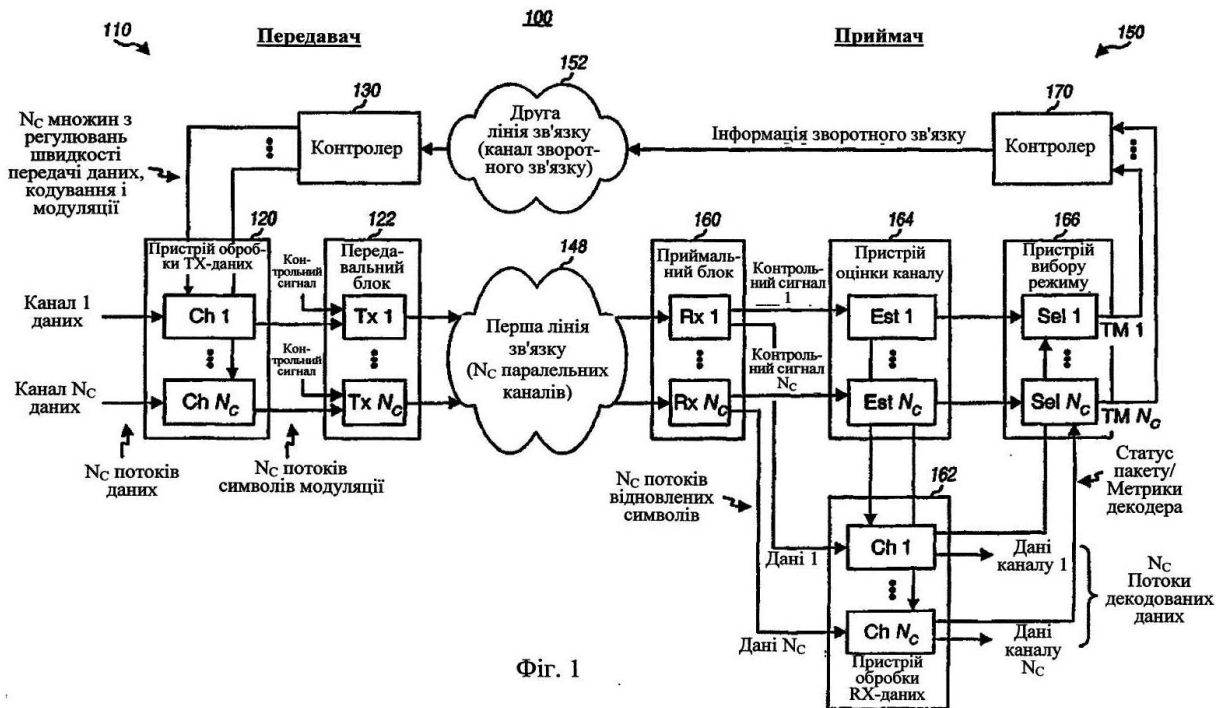 100
110
Передавач
Приймач
150
152
130
170
NC множин з
регулювань
швидкості
передачі даних,
кодування і
модуляції
Контролер
Друга
лінія зв'язку
(канал зворот-
ного зв'язку)
Інформація зворотного зв'язку
Контролер
120
122
148
160
164
166
Пристрій оброб-
ки TX-даних
Кон-
трольний
сигнал
Переда-
вальний
блок
Приймаль-
ний блок
Контроль-
ний сигнал
1
Пристрій
оцінки каналу
Пристрій
вибору
режиму
Канал 1
даних
Ch 1
Tx 1
Перша лінія
зв'язку
(NC паралельних
каналів)
Rx 1
Est 1
Sel 1
TM 1
Кон-
трольний
сигнал
Контроль-
ний сигнал
NC
Канал NC
даних
Ch NC
Tx NC
Rx NC
Est NC
Sel NC
TM NC
NC потоків
даних
NC потоків
символів модуляції
NC потоків
відновлених
символів
162
Статус
пакету/
Метрики
декодера
Дані 1
Ch 1
Дані
каналу 1
NC
Потоки
декодованих
даних
Дані NC
Ch NC
Дані
каналу
NC
Пристрій
обробки
RX-даних
Фіг. 1